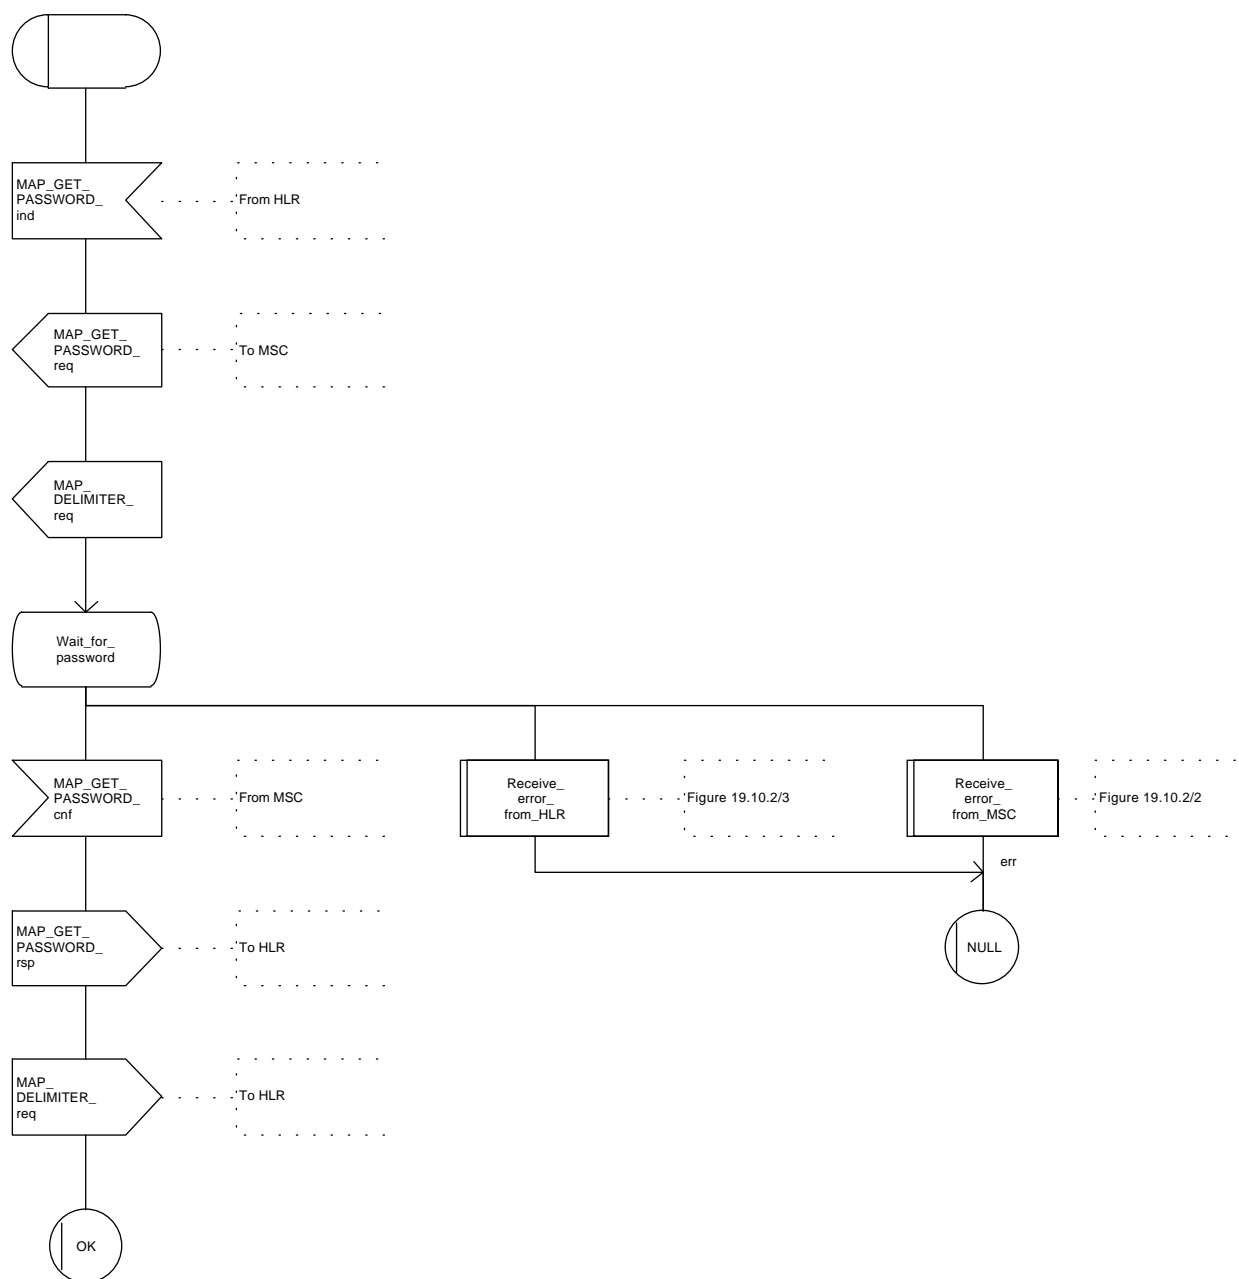 MAP_GET_
PASSWORD_
ind
From HLR
MAP_GET_
PASSWORD_
req
To MSC
MAP_
DELIMITER_
req
Wait_for_
password
MAP_GET_
PASSWORD_
cnf
From MSC
Receive_
error_
from_HLR
Figure 19.10.2/3
Receive_
error_
from_MSC
Figure 19.10.2/2
err
MAP_GET_
PASSWORD_
rsp
To HLR
NULL
MAP_
DELIMITER_
req
To HLR
OK